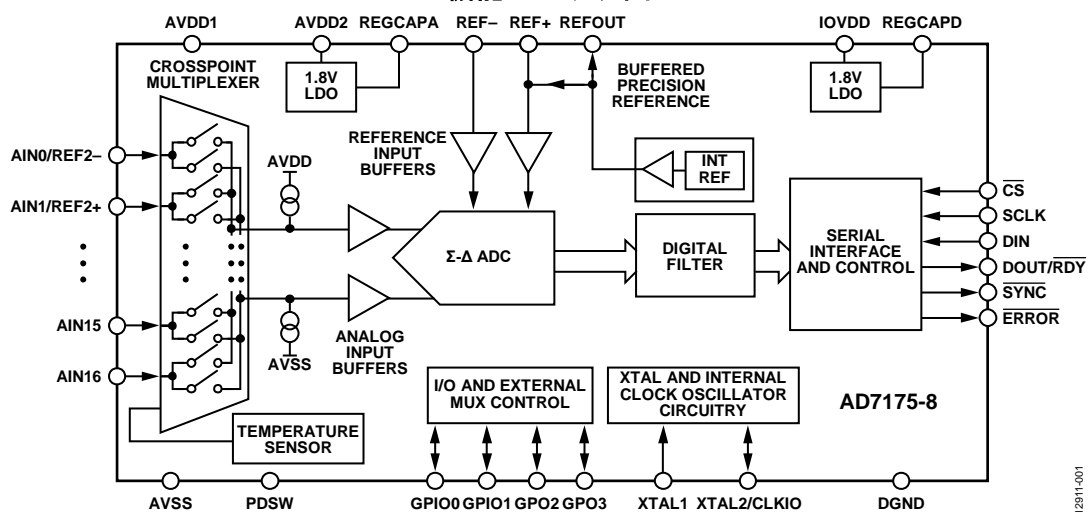 AVDD1
AVDD2 REGCAPA
REF–
REF+
REFOUT
IOVDD REGCAPD
CROSSPOINT
MULTIPLEXER
1.8V
LDO
BUFFERED
PRECISION
REFERENCE
1.8V
LDO
AIN0/REF2–
AVDD
REFERENCE
INPUT
BUFFERS
INT
REF
AIN1/REF2+
CS
SCLK
DIN
DOUT/RDY
SYNC
ERROR
Σ-Δ ADC
DIGITAL
FILTER
SERIAL
INTERFACE
AND CONTROL
AIN15
AIN16
AVSS
ANALOG
INPUT
BUFFERS
I/O AND EXTERNAL
MUX CONTROL
XTAL AND INTERNAL
CLOCK OSCILLATOR
CIRCUITRY
AD7175-8
TEMPERATURE
SENSOR
AVSS
PDSW
GPIO0 GPIO1 GPO2 GPO3
XTAL1 XTAL2/CLKIO
DGND
12911-001